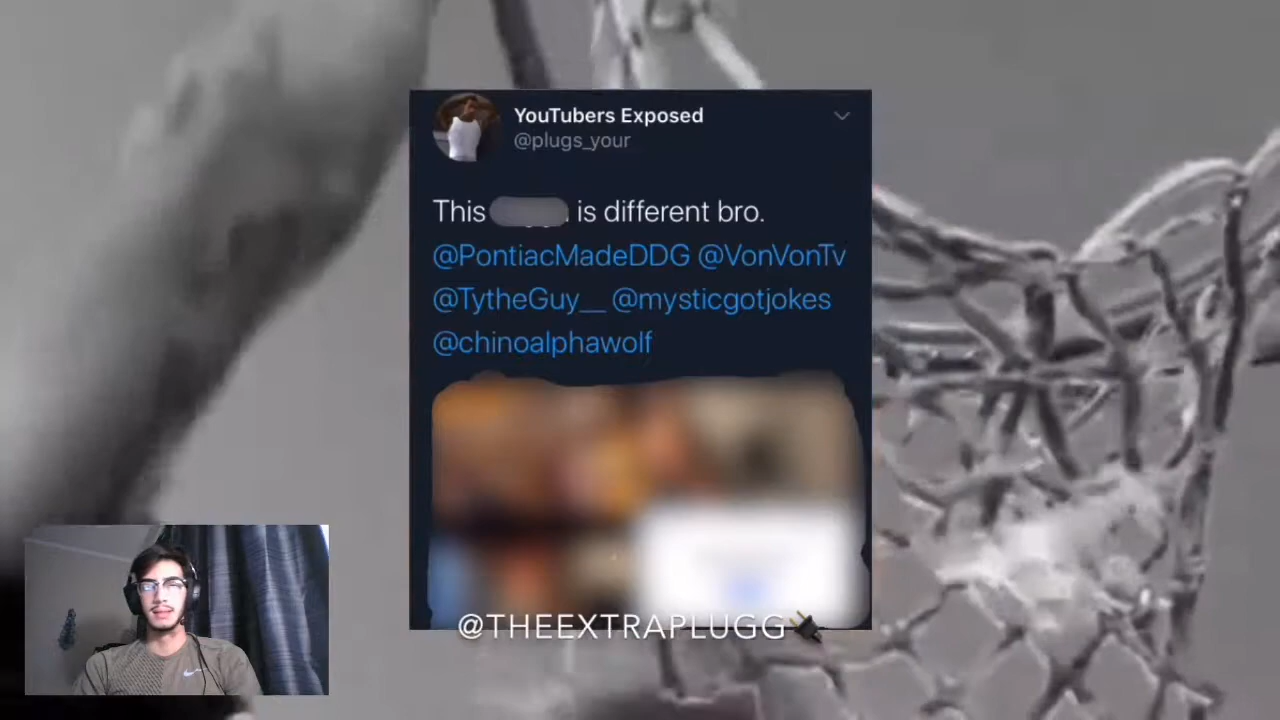 YouTubers Exposed
@plugs_your
This is different bro.
@PontiacMadeDDG @VonVonTv
@TytheGuy__ @mysticgotjokes
@chinoalphawolf
@THEEXTRAPLUGG